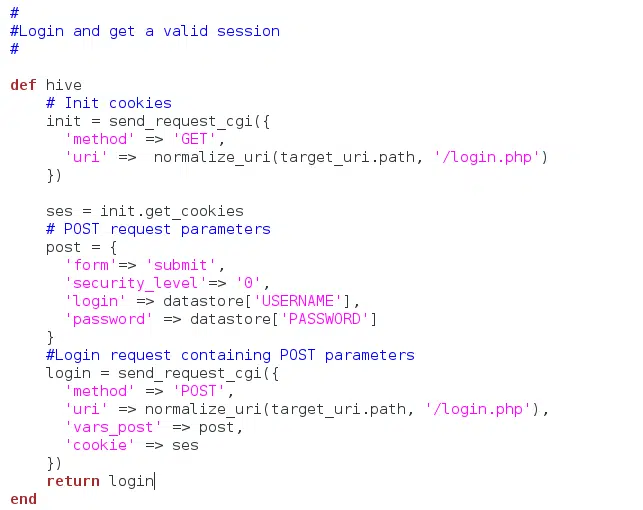 #
#Login and get a valid session
#

def hive
    # Init cookies
    init = send_request_cgi({
      'method' => 'GET',
      'uri' =>  normalize_uri(target_uri.path, '/login.php')
    })

    ses = init.get_cookies
    # POST request parameters
    post = {
      'form'=> 'submit',
      'security_level'=> '0',
      'login' => datastore['USERNAME'],
      'password' => datastore['PASSWORD']
    }
    #Login request containing POST parameters
    login = send_request_cgi({
      'method' => 'POST',
      'uri' => normalize_uri(target_uri.path, '/login.php'),
      'vars_post' => post,
      'cookie' => ses
    })
    return login
end